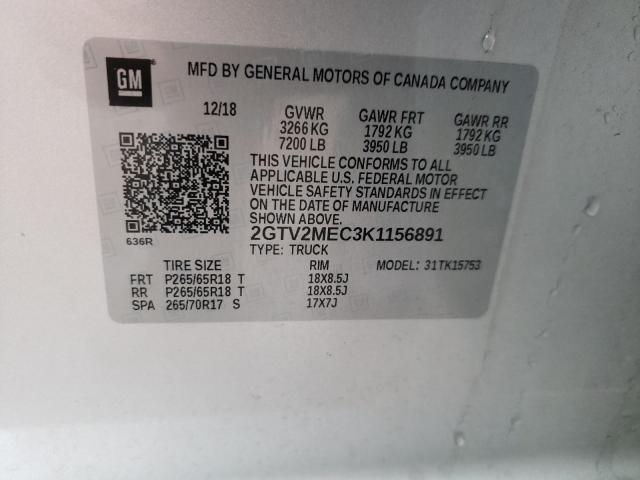 GM
MFD BY GENERAL MOTORS OF CANADA COMPANY
12/18 GVWR GAWR FRT GAWR RR
3266 KG 1792 KG 1792 KG
7200 LB 3950 LB 3950 LB
THIS VEHICLE CONFORMS TO ALL
APPLICABLE U.S. FEDERAL MOTOR
VEHICLE SAFETY STANDARDS IN EFFECT
ON THE DATE OF MANUFACTURE
SHOWN ABOVE.
636R
2GTV2MEC3K1156891
TYPE: TRUCK
TIRE SIZE RIM MODEL: 31TK15753
FRT P265/65R18 T 18X8.5J
RR P265/65R18 T 18X8.5J
SPA 265/70R17 S 17X7J